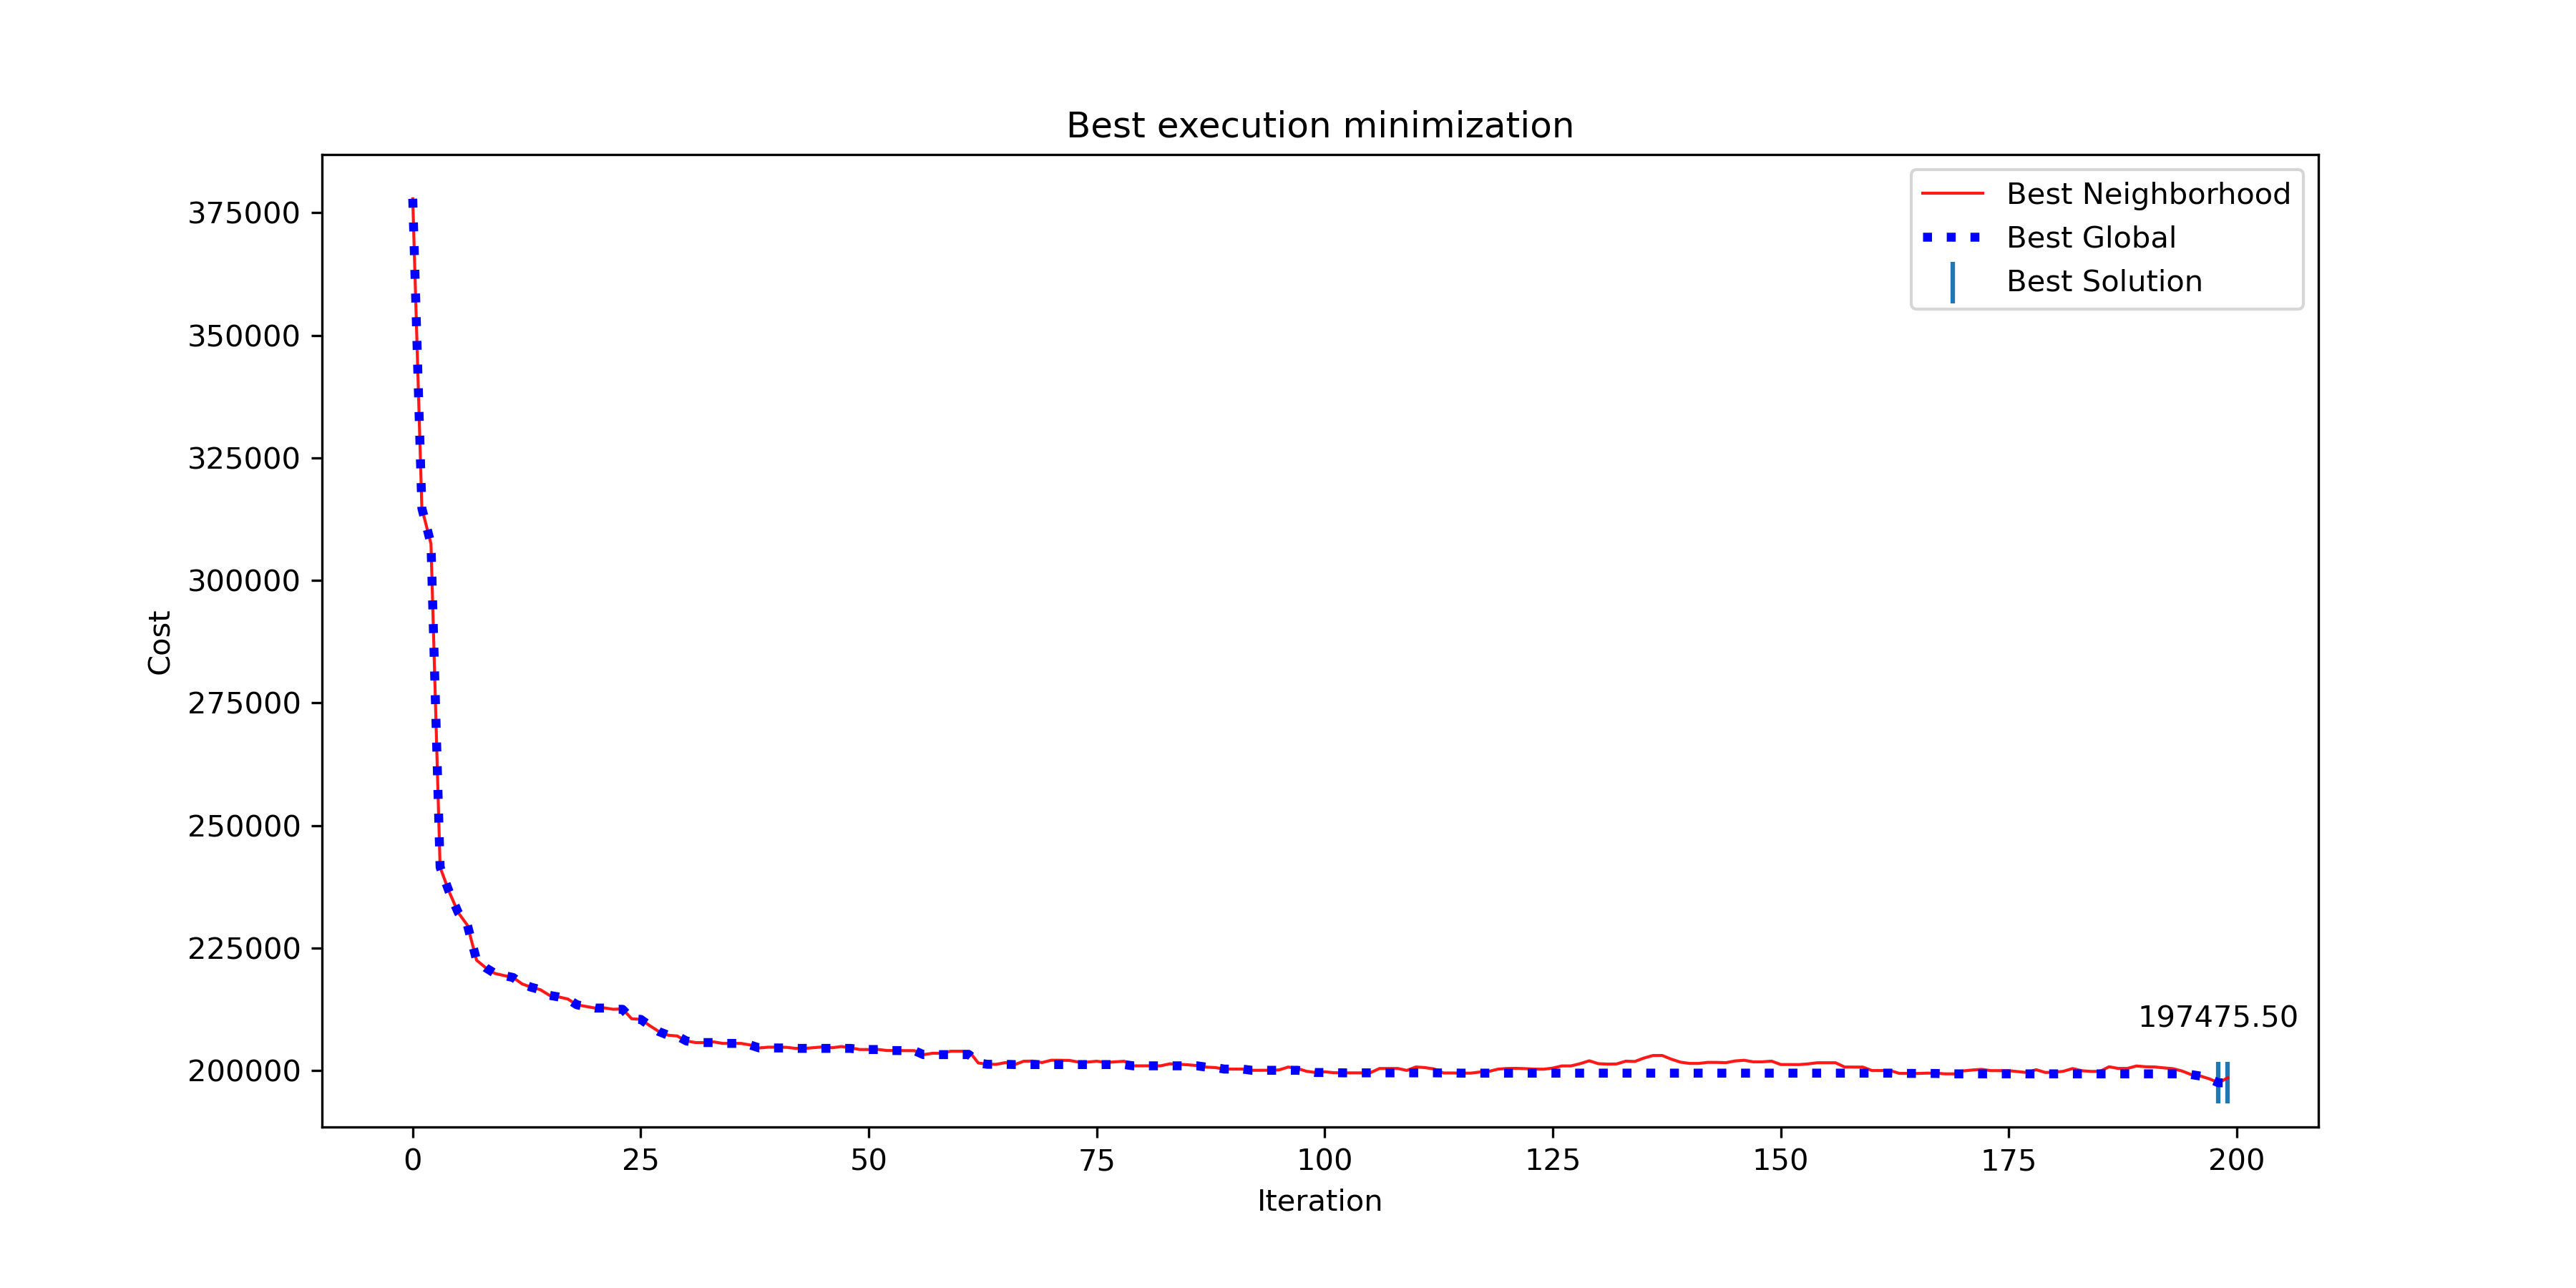 Best execution minimization
Best Neighborhood
Best Global
Best Solution
375000
350000
325000
300000
275000
250000
225000
200000
Cost
197475.50
0 25 50 75 100 125 150 175 200
Iteration